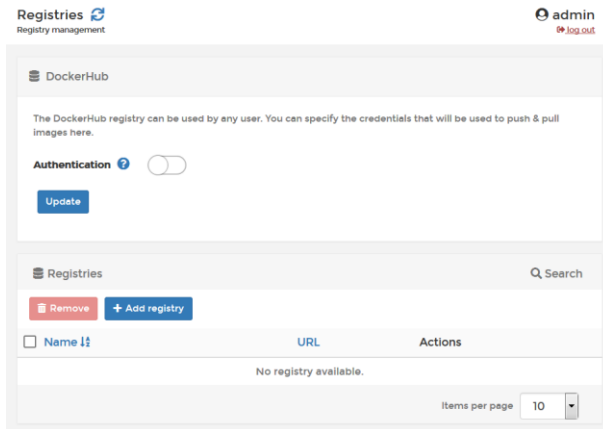 Registries
admin
Registry management
log out
DockerHub
The DockerHub registry can be used by any user. You can specify the credentials that will be used to push & pull
images here.
Authentication
Update
Registries
Search
Remove
+ Add registry
Name
URL
Actions
No registry available.
Items per page
10